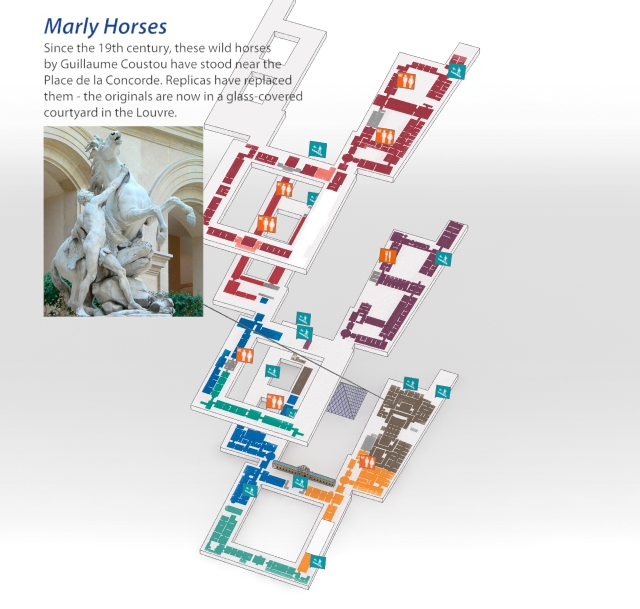 Marly Horses
Since the 19th century, these wild horses
by Guillaume Coustou have stood near the
Place de la Concorde. Replicas have replaced
them - the originals are now in a glass-covered
courtyard in the Louvre.